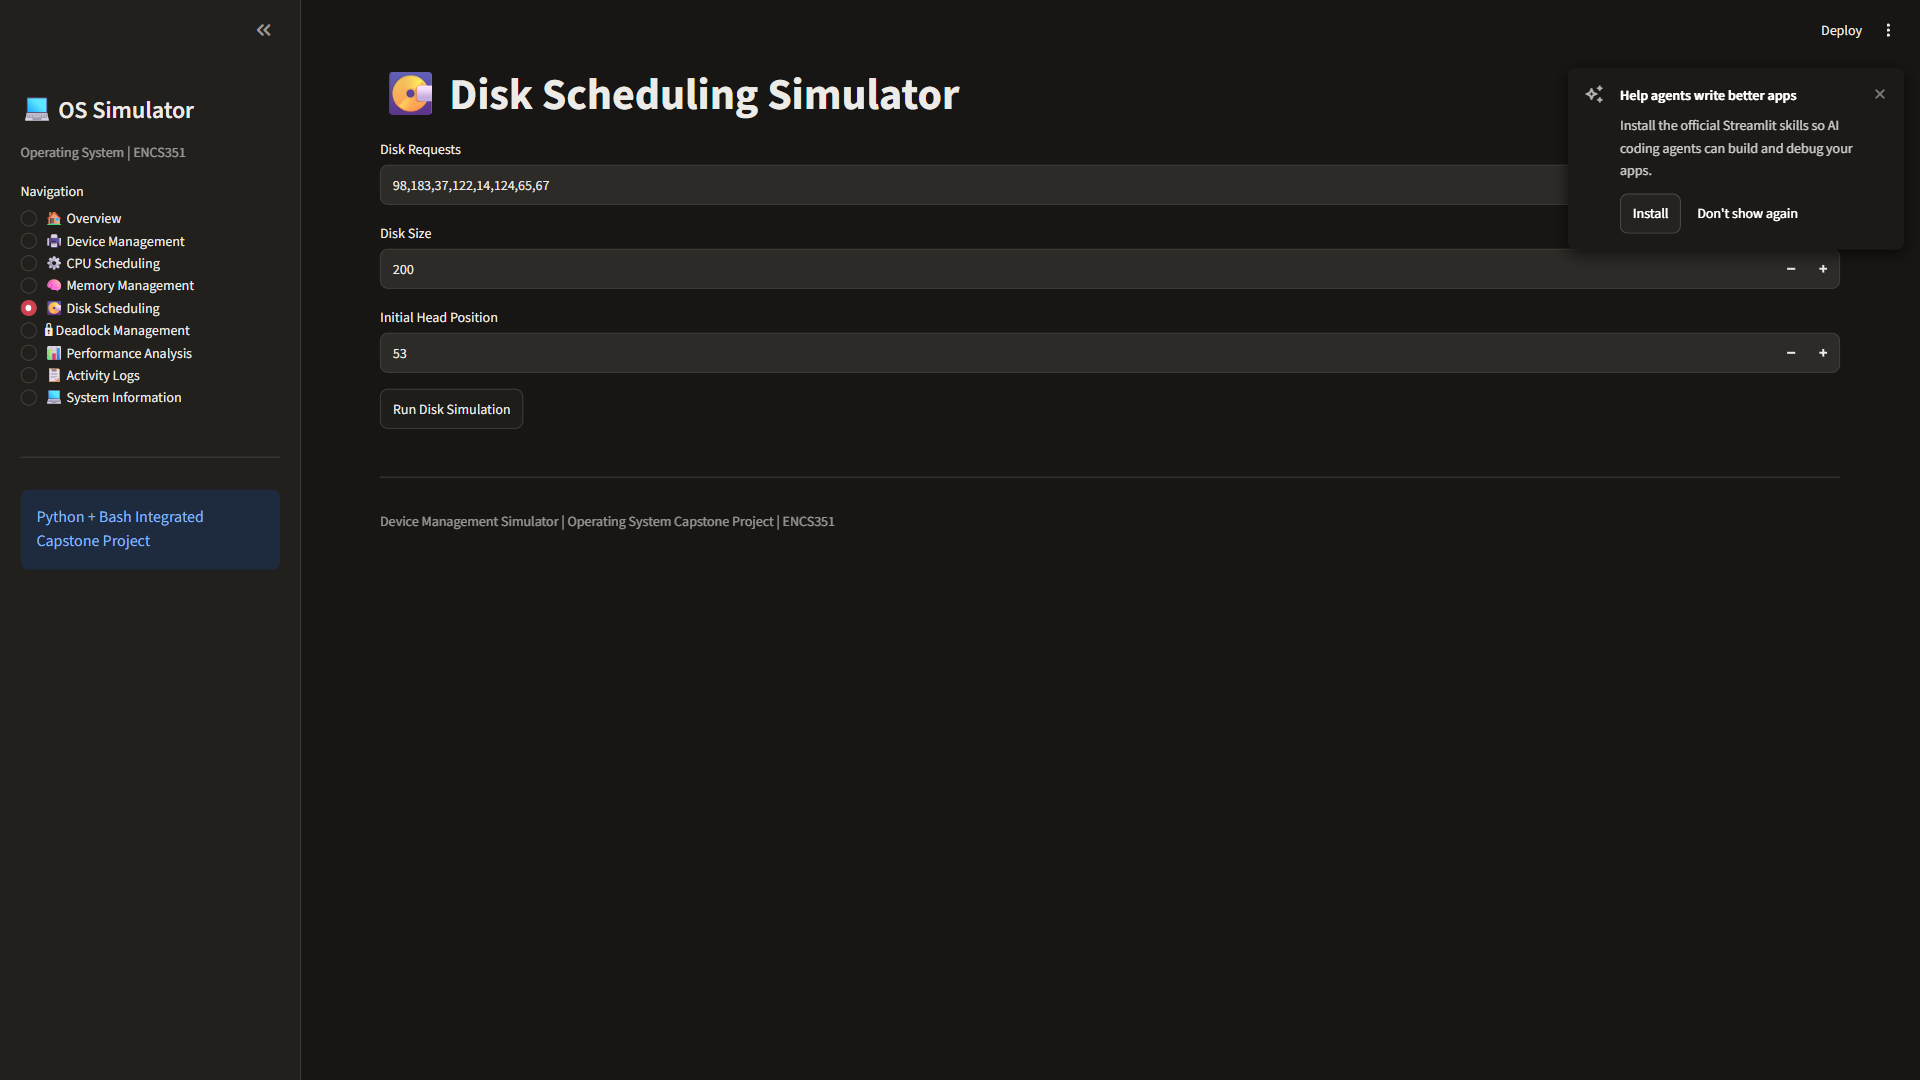 OS Simulator
Operating System | ENCS351
Navigation
Overview
Device Management
CPU Scheduling
Memory Management
Disk Scheduling
Deadlock Management
Performance Analysis
Activity Logs
System Information
Python + Bash Integrated
Capstone Project
Deploy
Disk Scheduling Simulator
Disk Requests
98,183,37,122,14,124,65,67
Disk Size
200
Initial Head Position
53
Run Disk Simulation
Device Management Simulator | Operating System Capstone Project | ENCS351
Help agents write better apps
Install the official Streamlit skills so AI
coding agents can build and debug your
apps.
Install
Don't show again